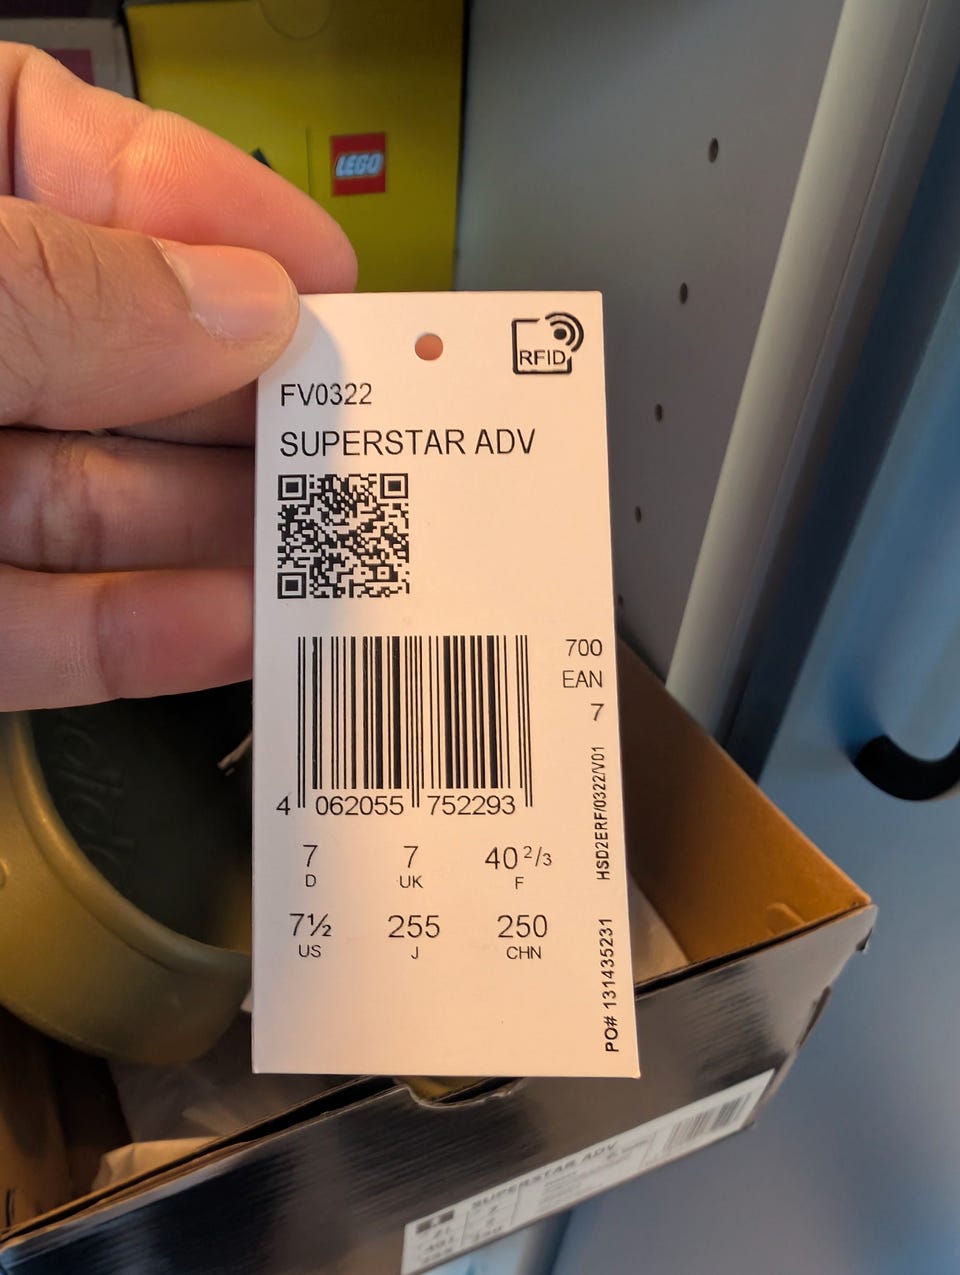 LEGO
RFID
FV0322
SUPERSTAR ADV
700
EAN
7
4 062055 752293
HSD2ERF/0322/V01
7 7 40 2/3
D UK F
7½ 255 250
US J CHN
PO# 131435231
SUPERSTAR ADV